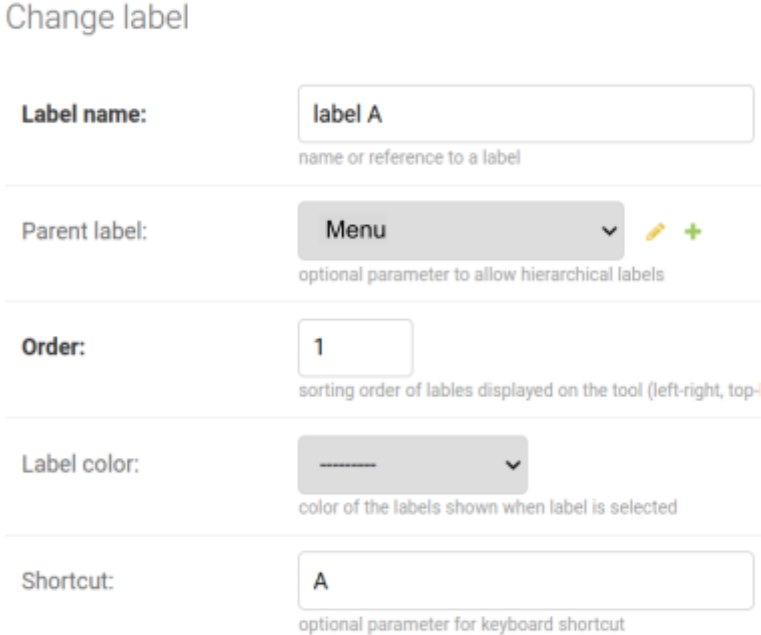 Change label
Label name:
label A
name or reference to a label
Parent label:
Menu
optional parameter to allow hierarchical labels
Order:
1
sorting order of lables displayed on the tool (left-right, top-
Label color:
---------
color of the labels shown when label is selected
Shortcut:
A
optional parameter for keyboard shortcut